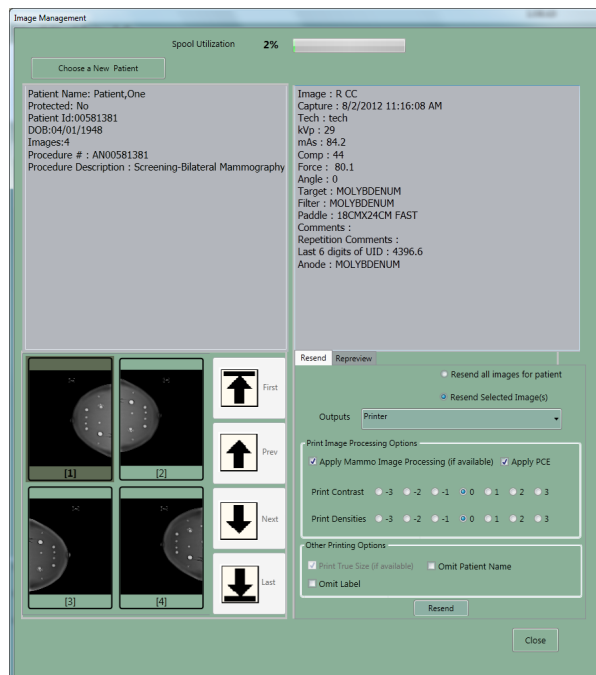 Image Management
Spool Utilization 2%
Choose a New Patient
Patient Name: Patient,One
Protected: No
Patient Id:00581381
DOB:04/01/1948
Images:4
Procedure # : AN00581381
Procedure Description : Screening-Bilateral Mammography
Image : R CC
Capture : 8/2/2012 11:16:08 AM
Tech : tech
kVp : 29
mAs : 84.2
Comp : 44
Force : 80.1
Angle : 0
Target : MOLYBDENUM
Filter : MOLYBDENUM
Paddle : 18CMX24CM FAST
Comments :
Repetition Comments :
Last 6 digits of UID : 4396.6
Anode : MOLYBDENUM
[1]
[2]
[3]
[4]
First
Prev
Next
Last
Resend Repreview
Resend all images for patient
Resend Selected Image(s)
Outputs Printer
Print Image Processing Options
Apply Mammo Image Processing (if available) Apply PCE
Print Contrast -3 -2 -1 0 1 2 3
Print Densities -3 -2 -1 0 1 2 3
Other Printing Options
Print True Size (if available) Omit Patient Name
Omit Label
Resend
Close